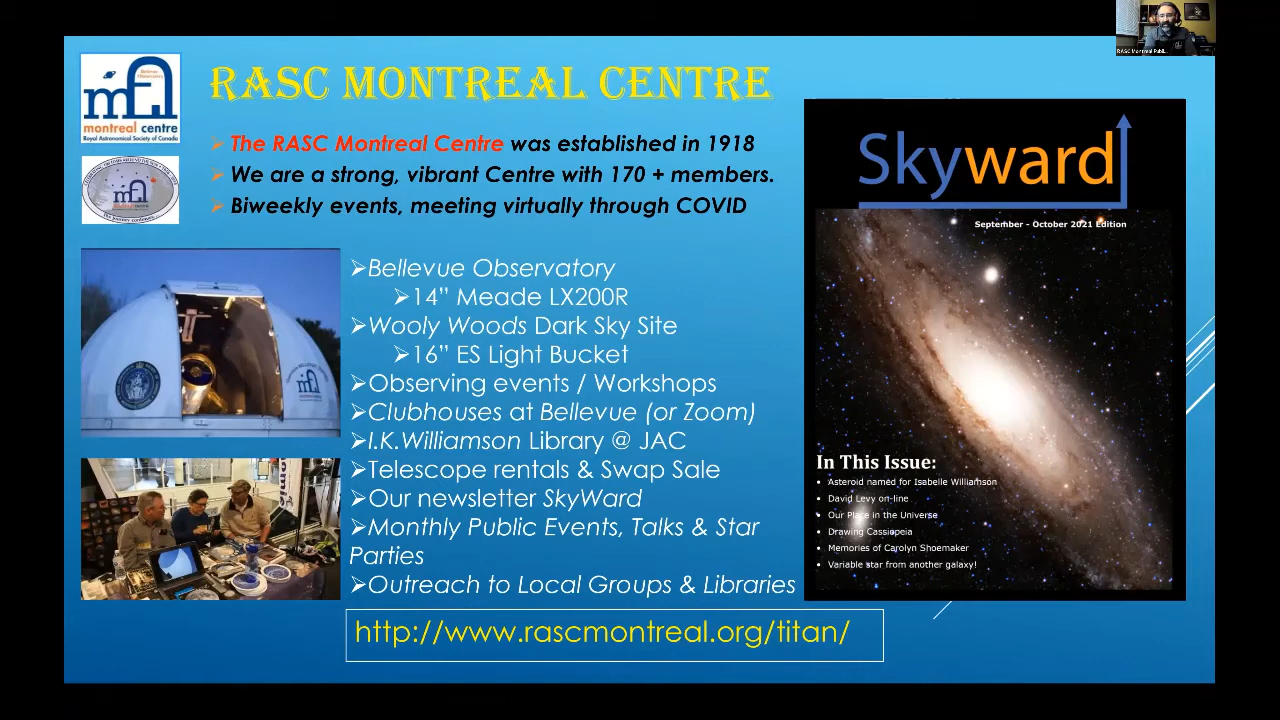 RASC MONTREAL CENTRE
montreal centre
Royal Astronomical Society of Canada
➢ The RASC Montreal Centre was established in 1918
➢ We are a strong, vibrant Centre with 170 + members.
➢ Biweekly events, meeting virtually through COVID
➢Bellevue Observatory
➢14” Meade LX200R
➢Wooly Woods Dark Sky Site
➢16” ES Light Bucket
➢Observing events / Workshops
➢Clubhouses at Bellevue (or Zoom)
➢I.K.Williamson Library @ JAC
➢Telescope rentals & Swap Sale
➢Our newsletter SkyWard
➢Monthly Public Events, Talks & Star
Parties
➢Outreach to Local Groups & Libraries
http://www.rascmontreal.org/titan/
Skyward
September - October 2021 Edition
In This Issue:
• Asteroid named for Isabelle Williamson
• David Levy on-line
• Our Place in the Universe
• Drawing Cassiopeia
• Memories of Carolyn Shoemaker
• Variable star from another galaxy!
RASC Montreal Publi...